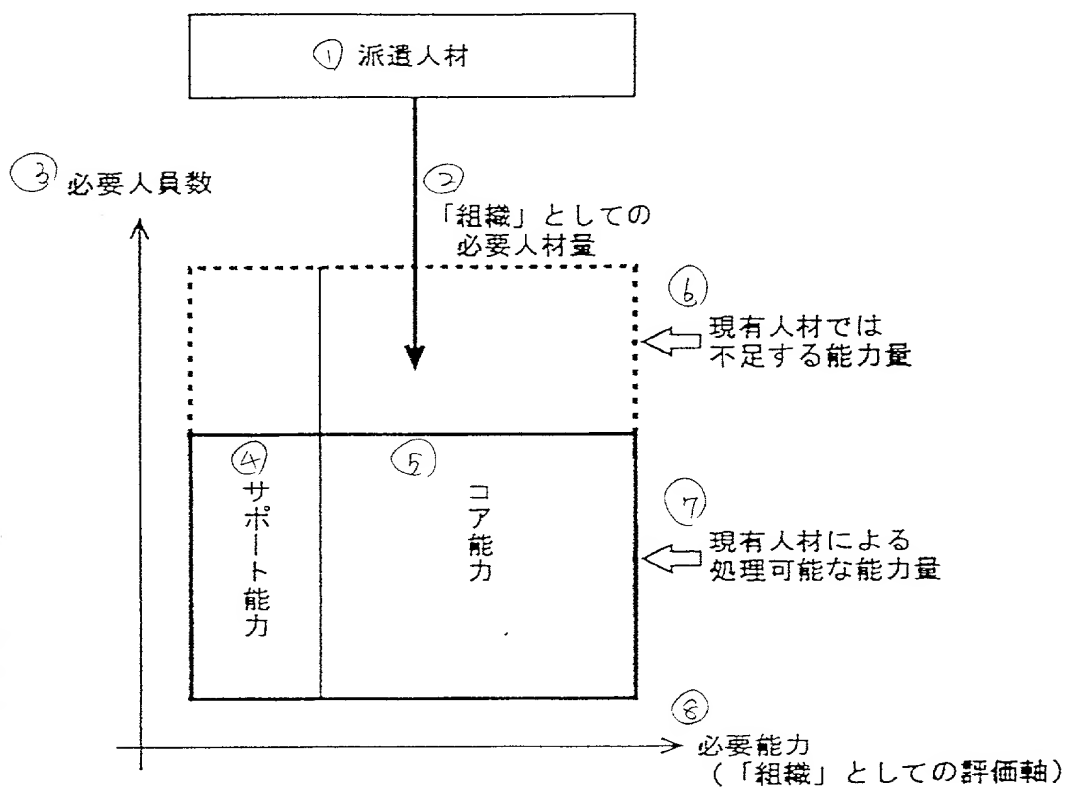 ① 派遣人材
③ 必要人員数
②
「組織」としての
必要人材量
⑥
現有人材では
不足する能力量
④
サポート能力
⑤
コア能力
⑦
現有人材による
処理可能な能力量
⑧
必要能力
(「組織」としての評価軸)